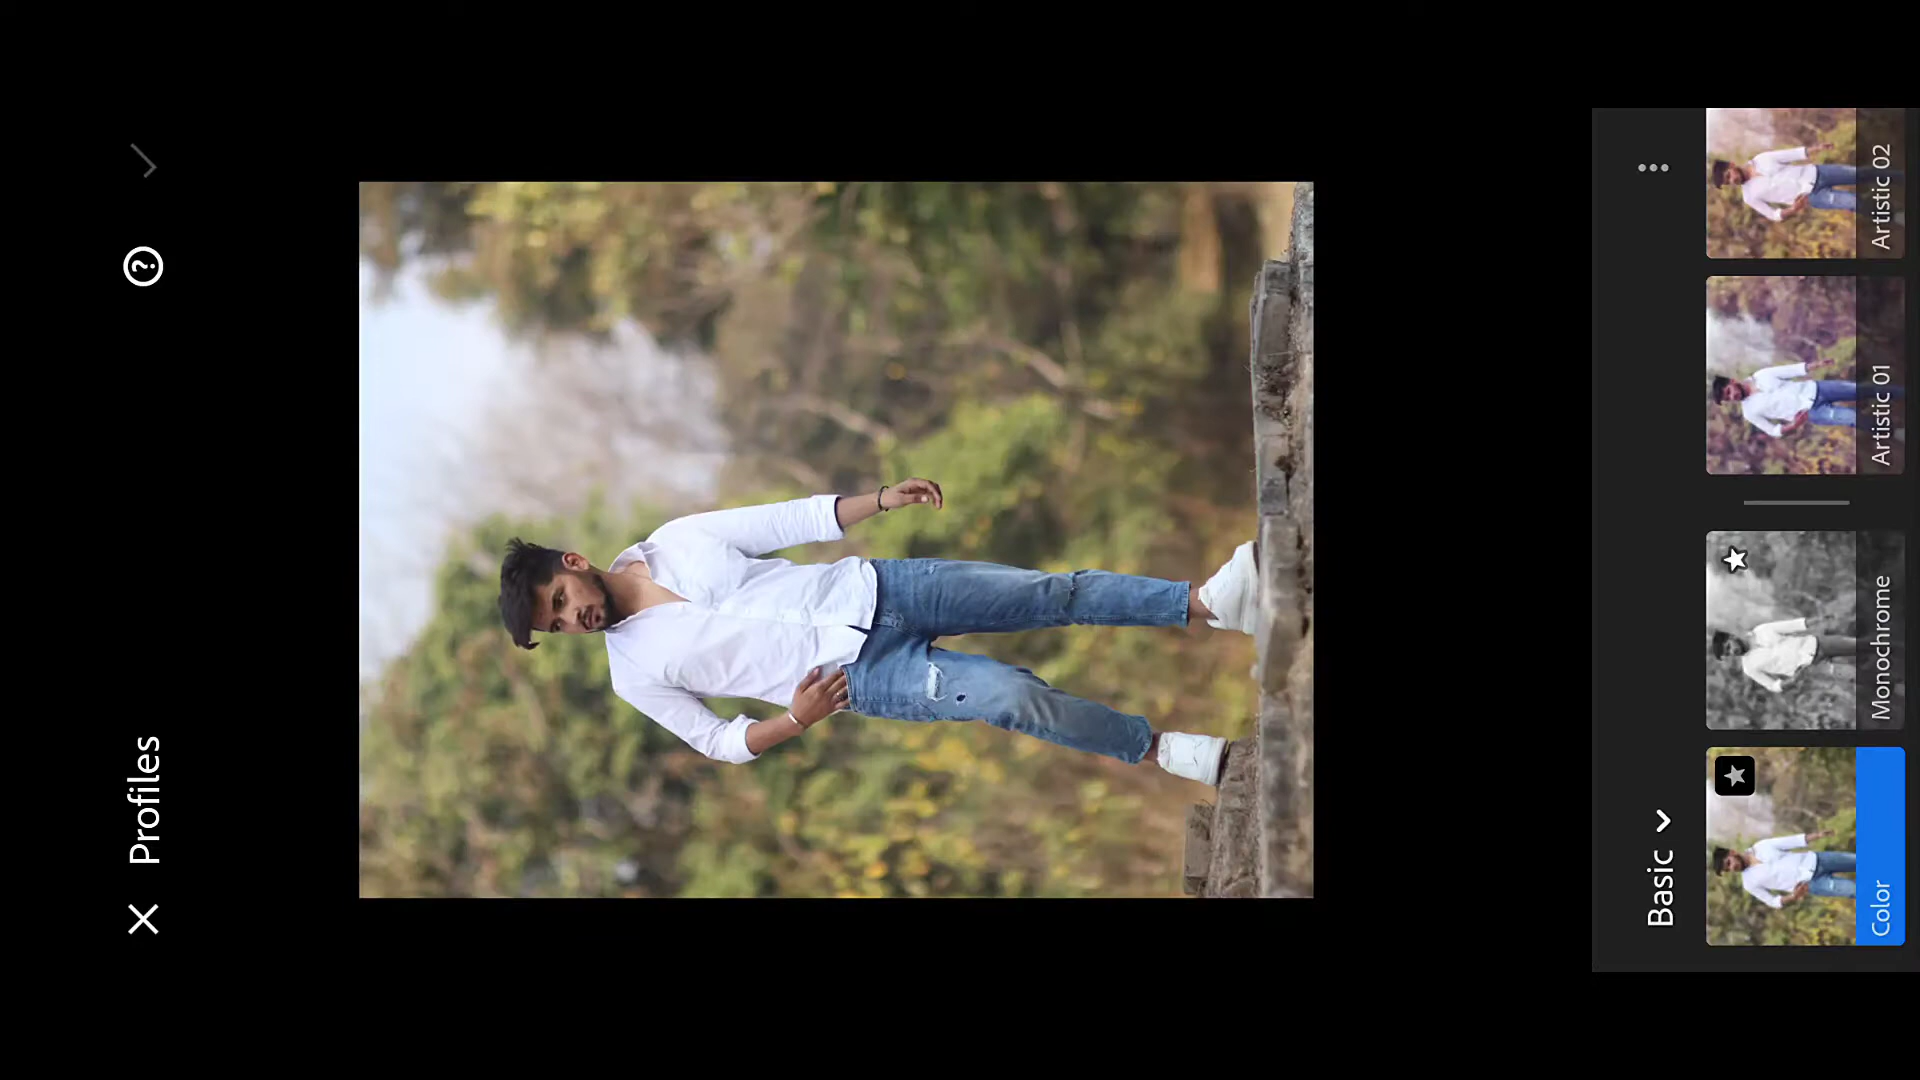 Profiles
Basic
Color
Monochrome
Artistic 01
Artistic 02